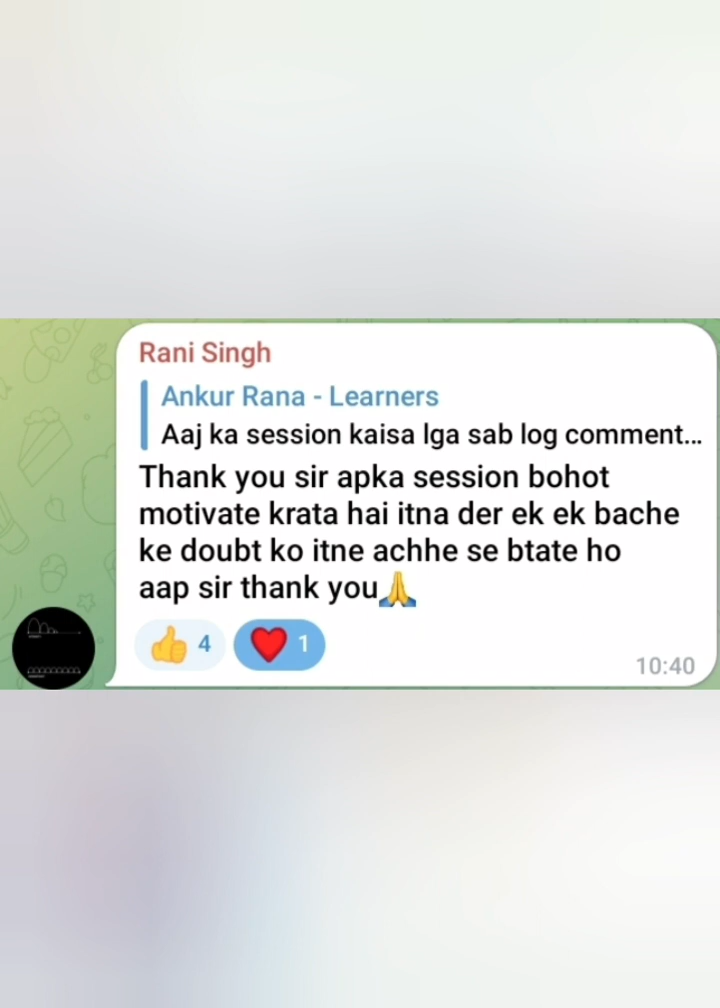 Rani Singh
Ankur Rana - Learners
Aaj ka session kaisa lga sab log comment...
Thank you sir apka session bohot
motivate krata hai itna der ek ek bache
ke doubt ko itne achhe se btate ho
aap sir thank you🙏
👍 4 ❤️ 1
10:40